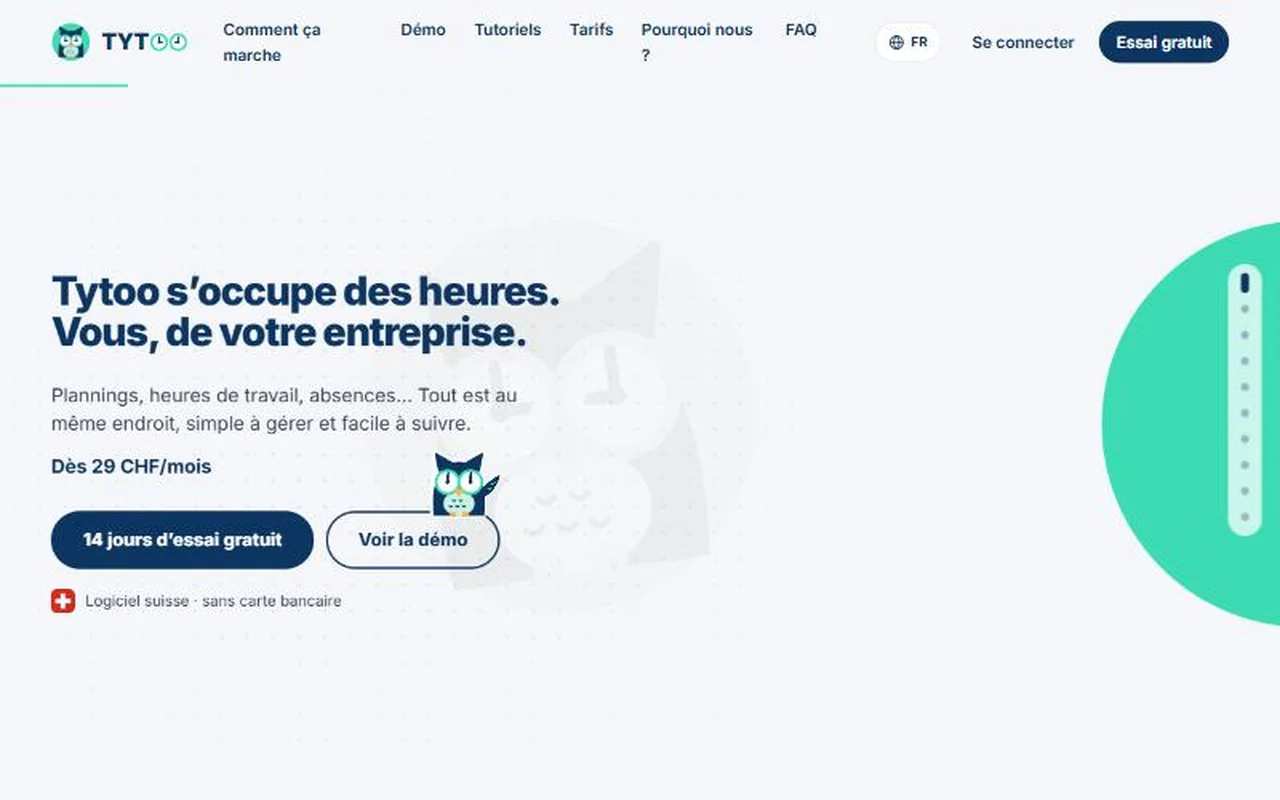 TYTOO
Comment ça
marche
Démo
Tutoriels
Tarifs
Pourquoi nous
?
FAQ
FR
Se connecter
Essai gratuit
Tytoo s’occupe des heures.
Vous, de votre entreprise.
Plannings, heures de travail, absences... Tout est au
même endroit, simple à gérer et facile à suivre.
Dès 29 CHF/mois
14 jours d’essai gratuit
Voir la démo
Logiciel suisse · sans carte bancaire